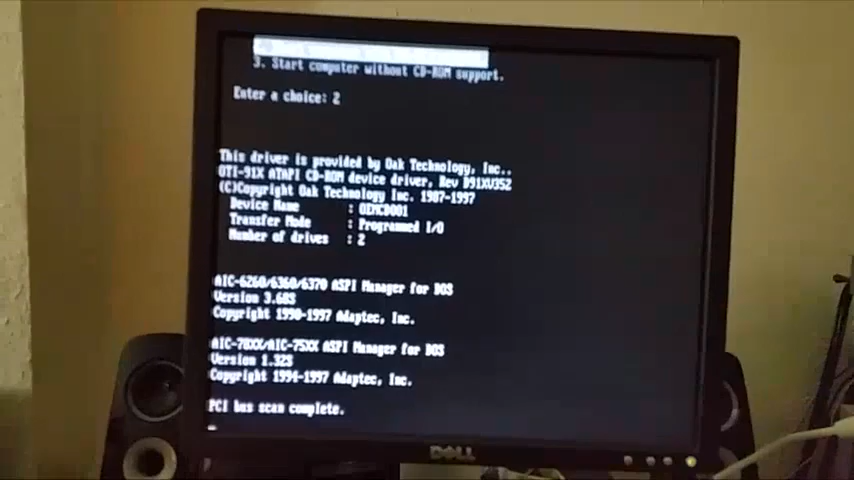 3. Start computer without CD-ROM support.
Enter a choice: 2
This driver is provided by Oak Technology, Inc..
OTI-91X ATAPI CD-ROM device driver, Rev D91XV352
(C)Copyright Oak Technology Inc. 1987-1997
Device Name : OEMCD001
Transfer Mode : Programmed I/O
Number of drives : 2
AIC-6260/6360/6370 ASPI Manager for DOS
Version 3.68S
Copyright 1990-1997 Adaptec, Inc.
AIC-78XX/AIC-75XX ASPI Manager for DOS
Version 1.32S
Copyright 1994-1997 Adaptec, Inc.
PCI bus scan complete.
DELL